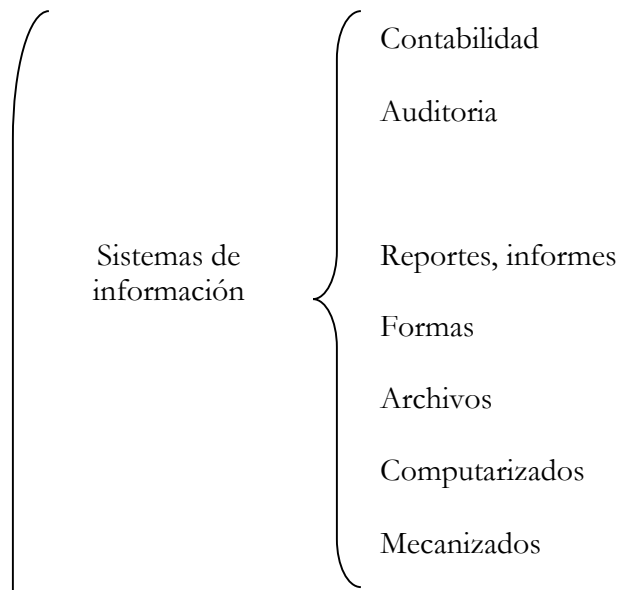 Contabilidad
Auditoria
Sistemas de
información
Reportes, informes
Formas
Archivos
Computarizados
Mecanizados